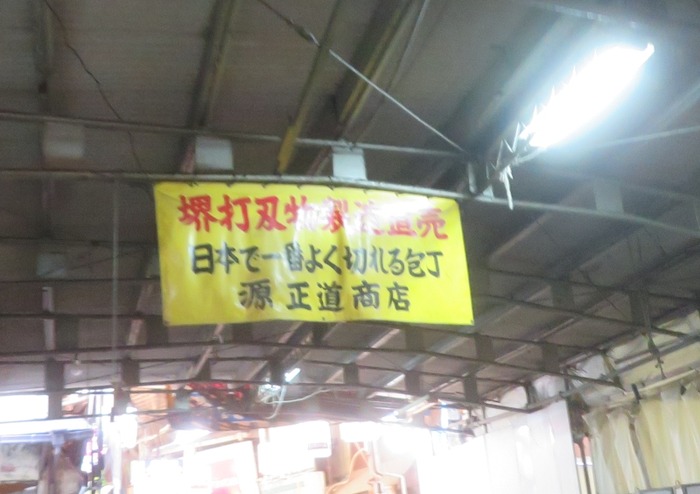 堺打刃物製造直売
日本で一番よく切れる包丁
源正道商店